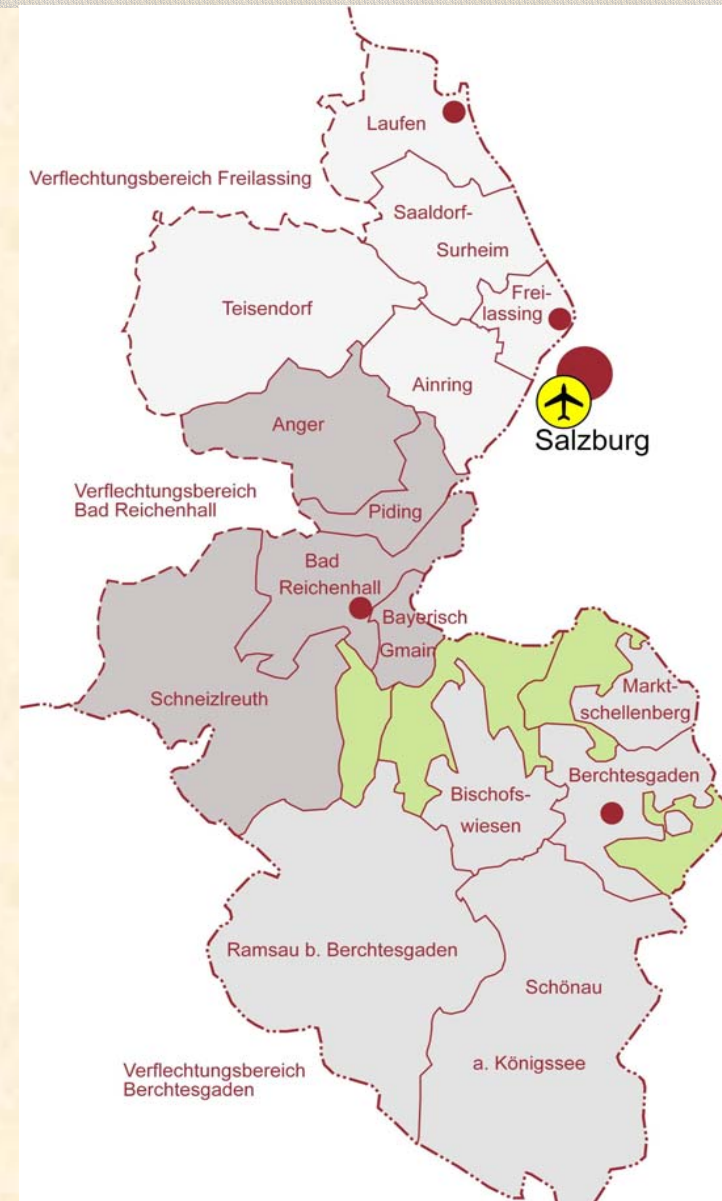 Laufen
Verflechtungsbereich Freilassing
Saaldorf-
Surheim
Frei-
lassing
Teisendorf
Ainring
Salzburg
Anger
Verflechtungsbereich
Bad Reichenhall
Piding
Bad
Reichenhall
Bayerisch
Gmain
Schneizlreuth
Markt-
schellenberg
Berchtesgaden
Bischofs-
wiesen
Ramsau b. Berchtesgaden
Schönau
a. Königssee
Verflechtungsbereich
Berchtesgaden